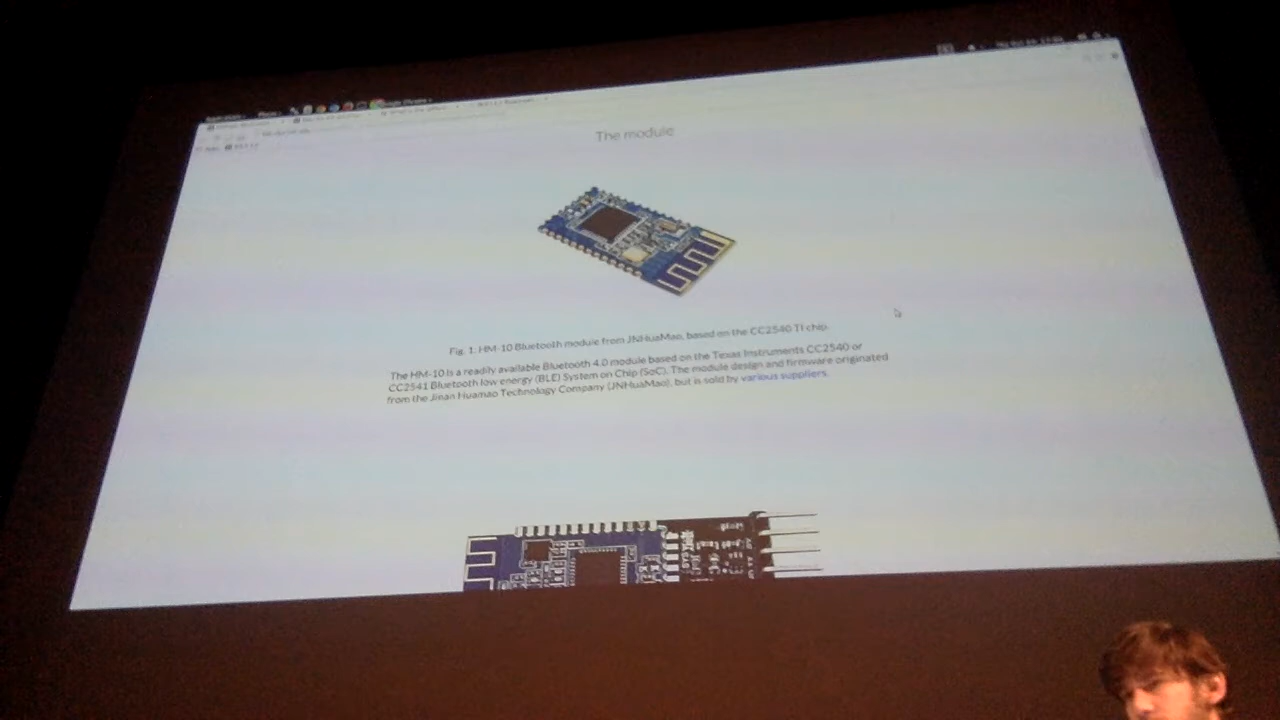 The module
Fig. 1: HM-10 Bluetooth module from JNHuaMao, based on the CC2540 TI chip.
The HM-10 is a readily available Bluetooth 4.0 module based on the Texas Instruments CC2540 or
CC2541 Bluetooth low energy (BLE) System on Chip (SoC). The module design and firmware originated
from the Jinan Huamao Technology Company (JNHuaMao), but is sold by various suppliers.